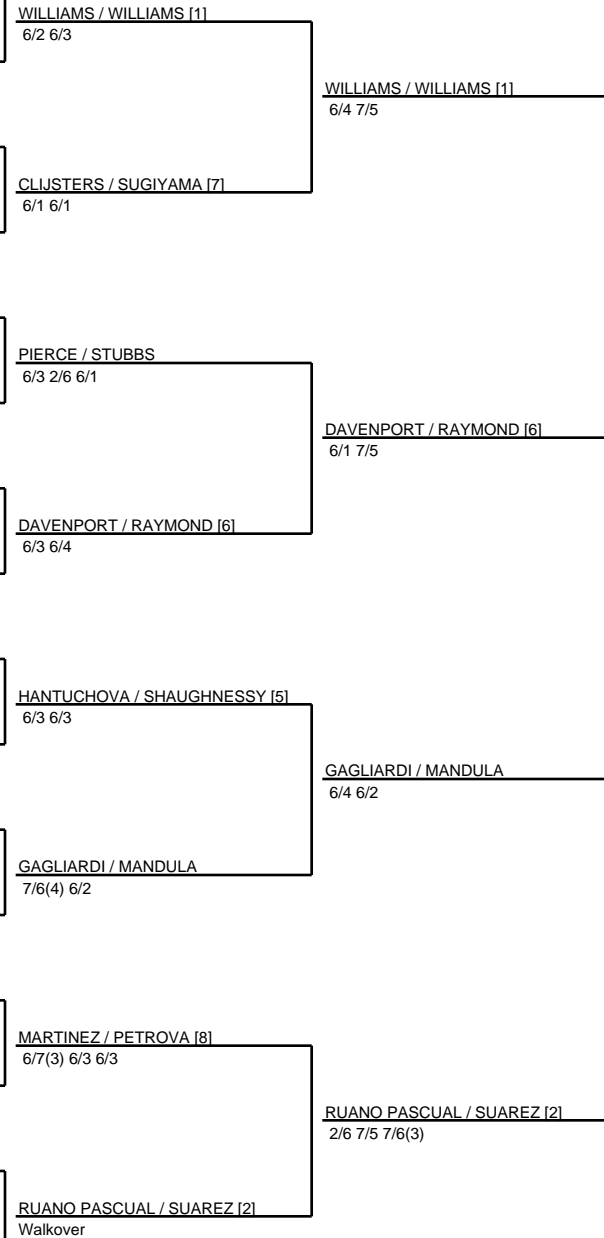 WILLIAMS / WILLIAMS [1]
6/2 6/3
WILLIAMS / WILLIAMS [1]
6/4 7/5
CLIJSTERS / SUGIYAMA [7]
6/1 6/1
PIERCE / STUBBS
6/3 2/6 6/1
DAVENPORT / RAYMOND [6]
6/1 7/5
DAVENPORT / RAYMOND [6]
6/3 6/4
HANTUCHOVA / SHAUGHNESSY [5]
6/3 6/3
GAGLIARDI / MANDULA
6/4 6/2
GAGLIARDI / MANDULA
7/6(4) 6/2
MARTINEZ / PETROVA [8]
6/7(3) 6/3 6/3
RUANO PASCUAL / SUAREZ [2]
2/6 7/5 7/6(3)
RUANO PASCUAL / SUAREZ [2]
Walkover